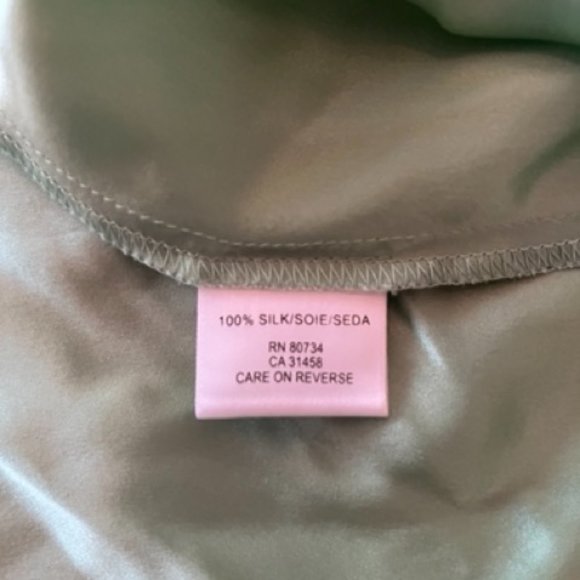 100% SILK/SOIE/SEDA
RN 80734
CA 31458
CARE ON REVERSE